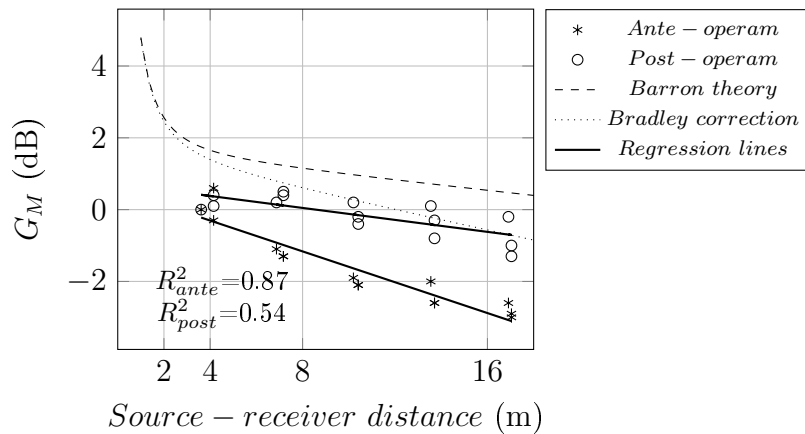 Ante − operam
Post − operam
Barron theory
Bradley correction
Regression lines
G_M (dB)
4
2
0
−2
R²_ante=0.87
R²_post=0.54
2 4 8 16
Source − receiver distance (m)